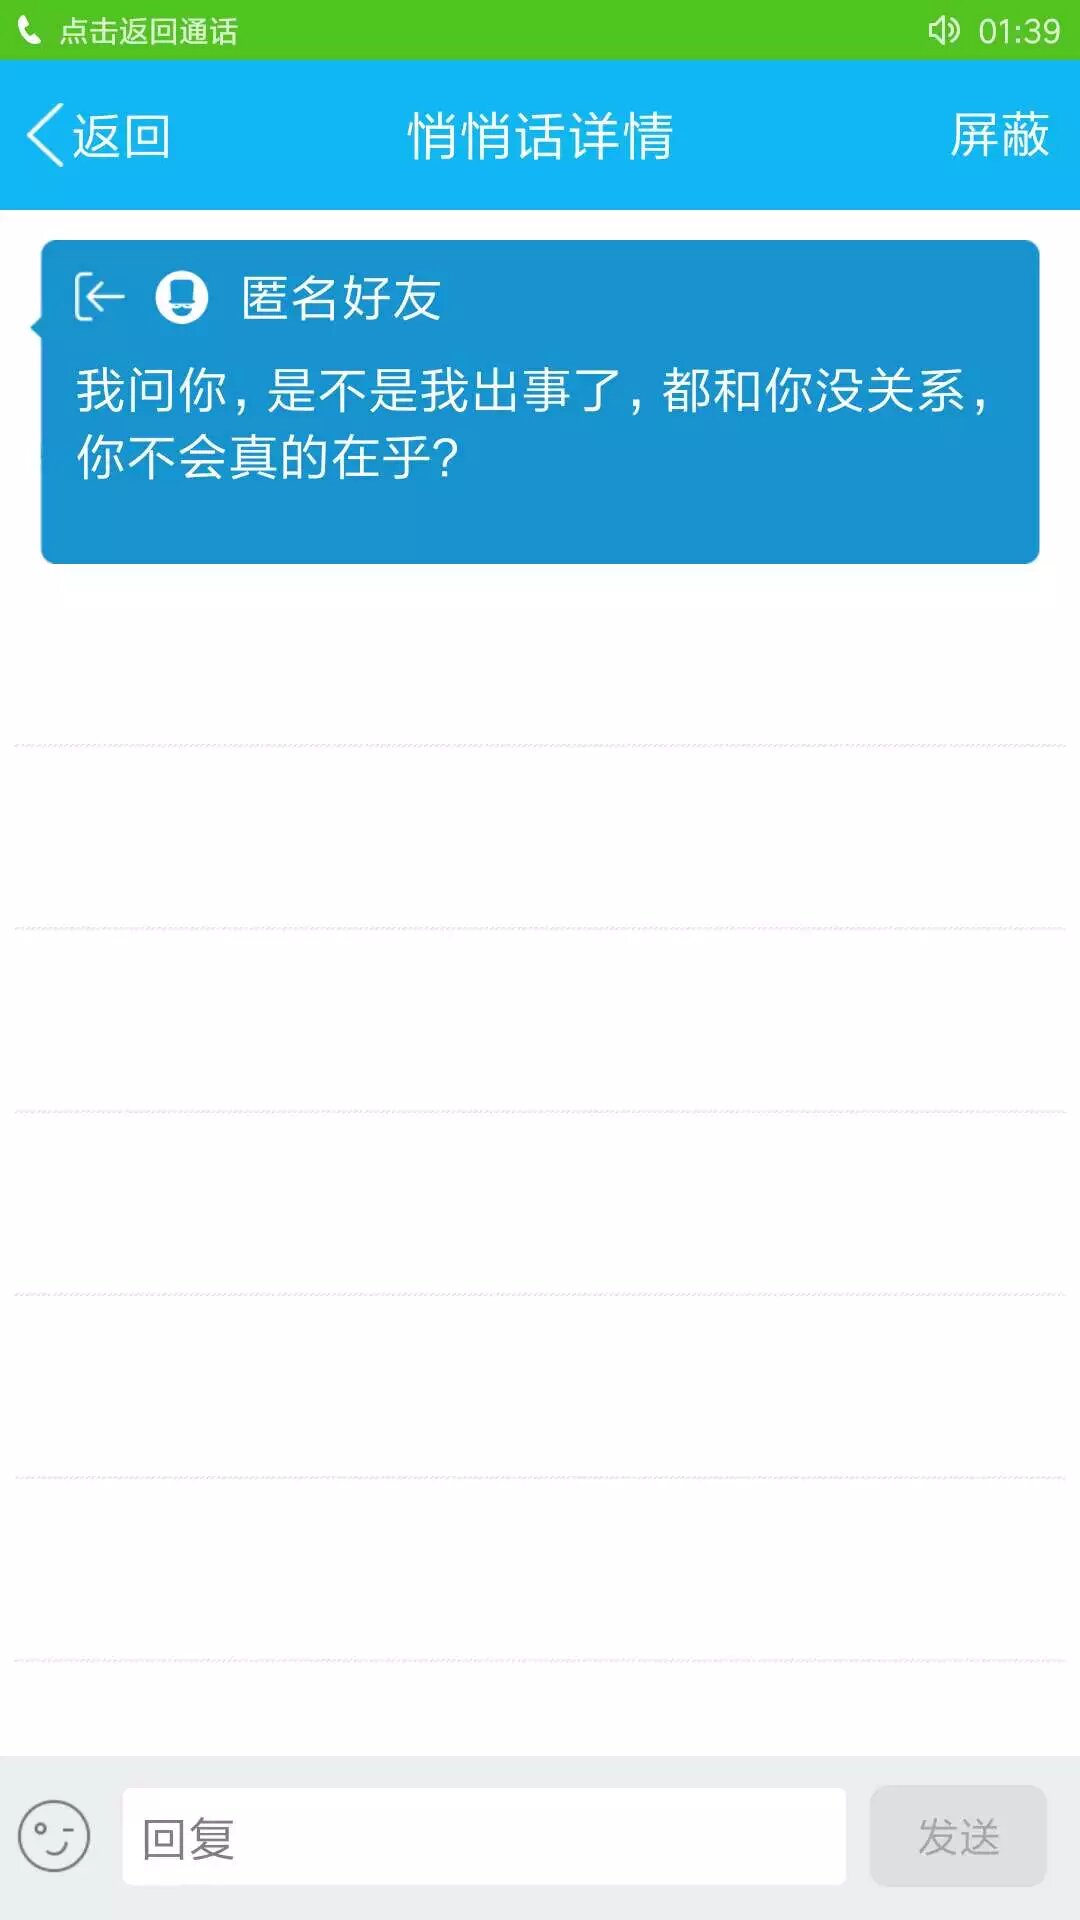 点击返回通话 01:39
返回 悄悄话详情 屏蔽
匿名好友
我问你，是不是我出事了，都和你没关系，
你不会真的在乎？
回复 发送